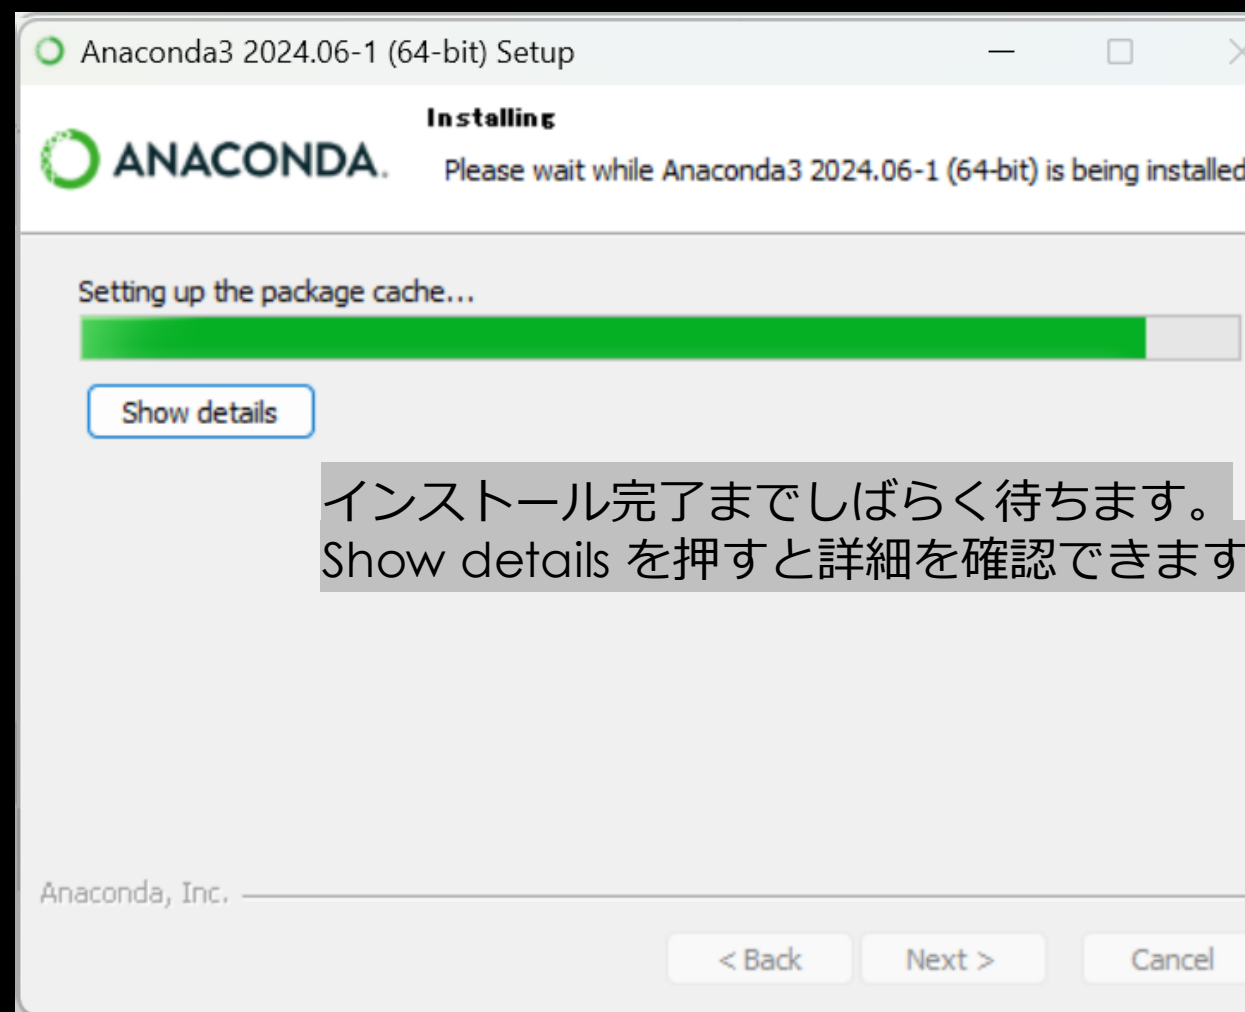 Anaconda3 2024.06-1 (64-bit) Setup
Installing
ANACONDA.
Please wait while Anaconda3 2024.06-1 (64-bit) is being installed
Setting up the package cache...
Show details
インストール完了までしばらく待ちます。
Show details を押すと詳細を確認できます
Anaconda, Inc.
< Back
Next >
Cancel